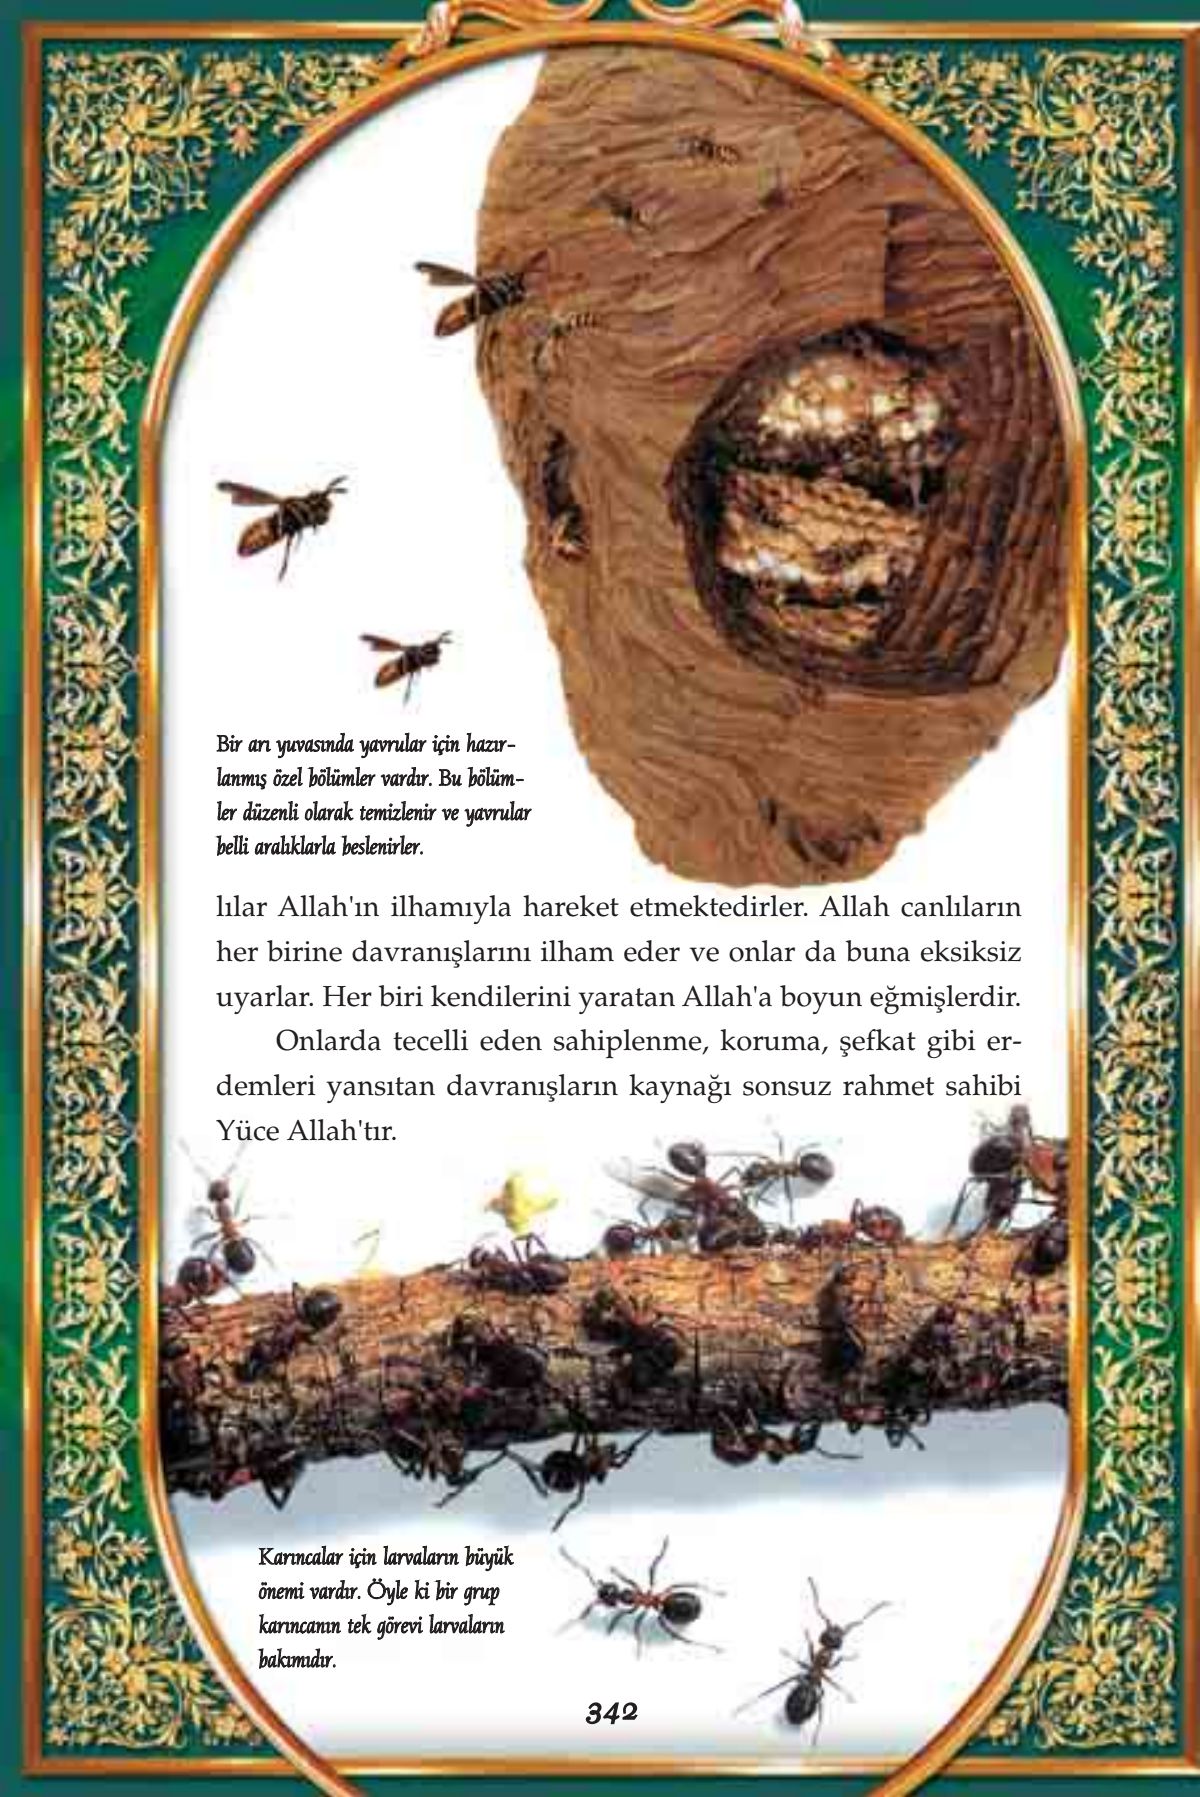 Bir arı yuvasında yavrular için hazır-
lanmış özel bölümler vardır. Bu bölüm-
ler düzenli olarak temizlenir ve yavrular
belli aralıklarla beslenirler.
lılar Allah'ın ilhamıyla hareket etmektedirler. Allah canlıların
her birine davranışlarını ilham eder ve onlar da buna eksiksiz
uyarlar. Her biri kendilerini yaratan Allah'a boyun eğmişlerdir.
Onlarda tecelli eden sahiplenme, koruma, şefkat gibi er-
demleri yansıtan davranışların kaynağı sonsuz rahmet sahibi
Yüce Allah'tır.
Karıncalar için larvaların büyük
önemi vardır. Öyle ki bir grup
karıncanın tek görevi larvaların
bakımıdır.
342